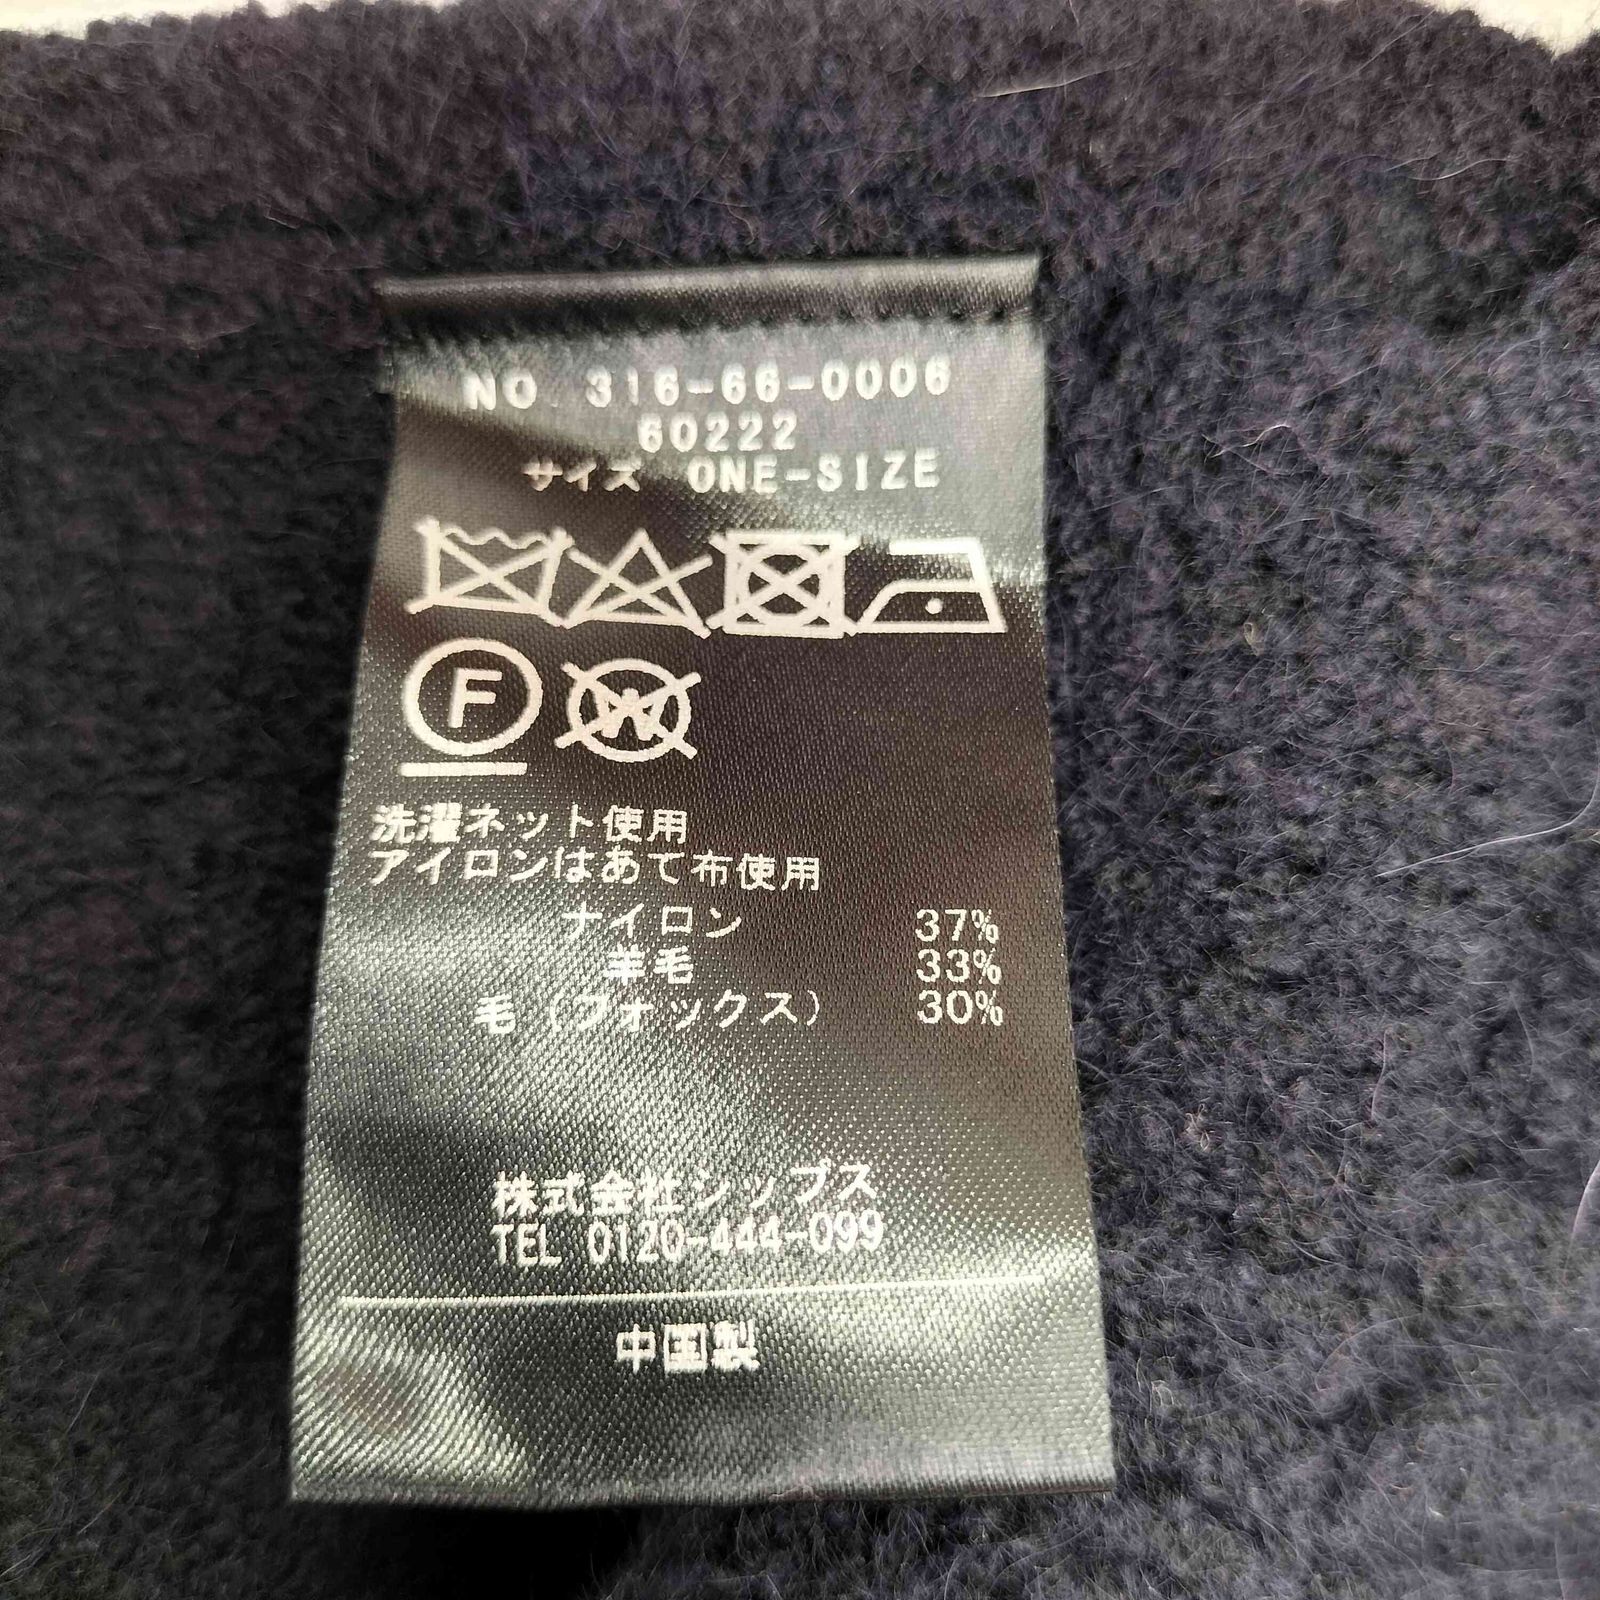 NO. 316-66-0006
60222
サイズ ONE-SIZE
F
W
洗濯ネット使用
アイロンはあて布使用
ナイロン 37%
羊毛 33%
毛（フォックス） 30%
株式会社シップス
TEL 0120-444-099
中国製